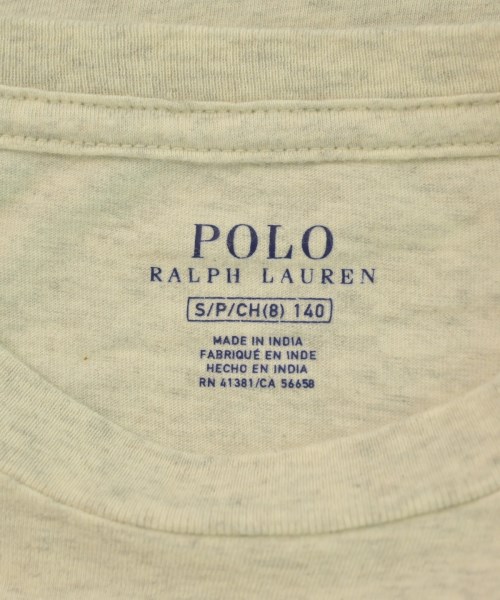 POLO
RALPH LAUREN
S/P/CH(8) 140
MADE IN INDIA
FABRIQUÉ EN INDE
HECHO EN INDIA
RN 41381/CA 56658